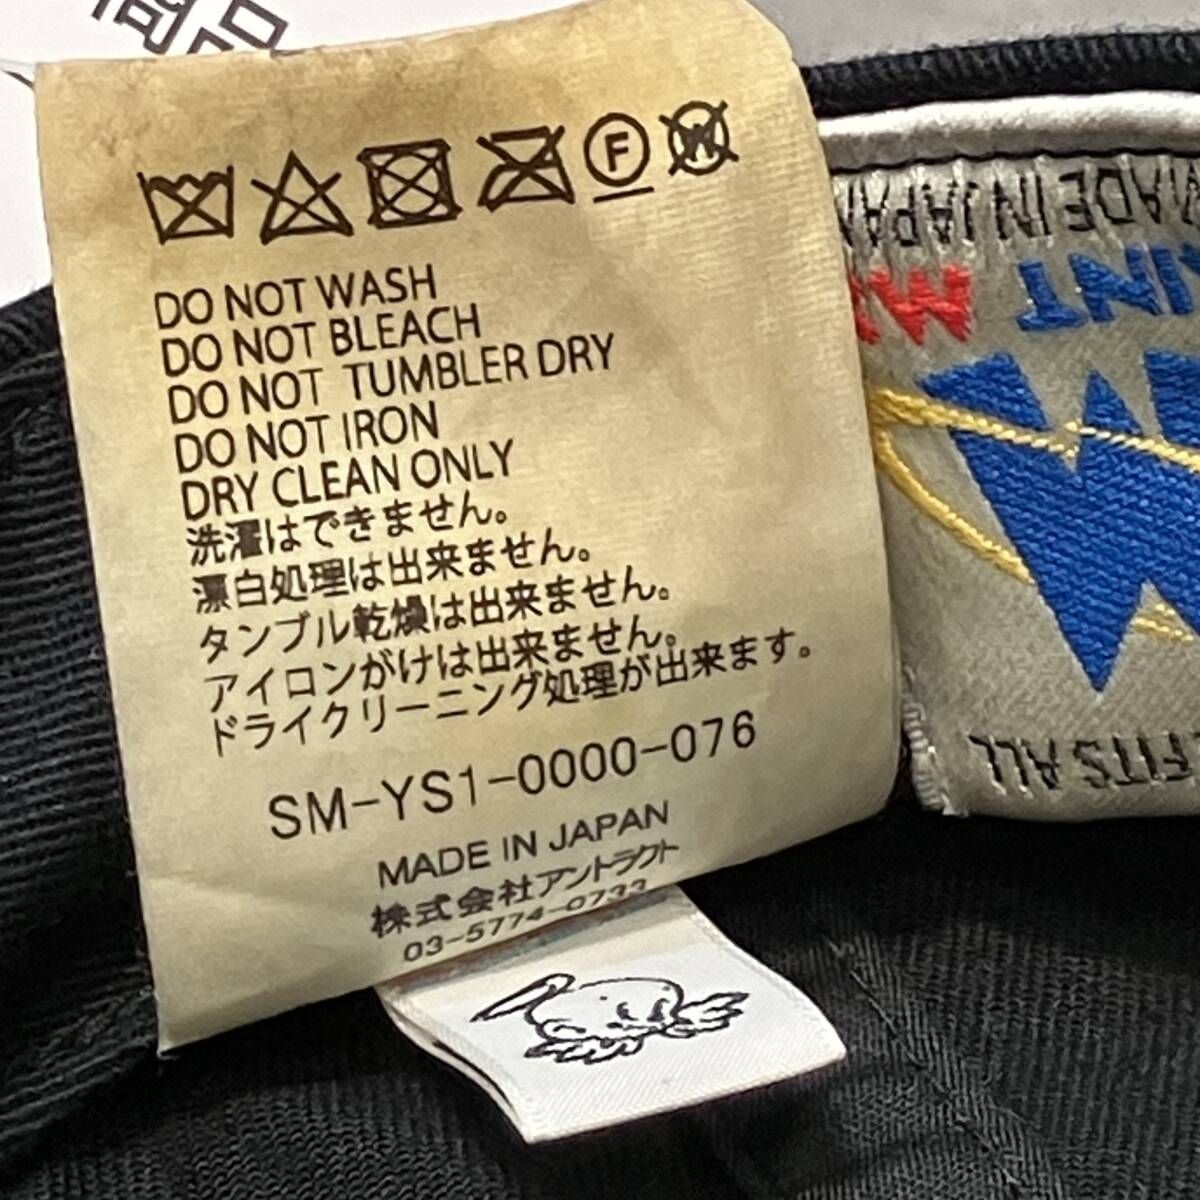 商品
F
W
DO NOT WASH
DO NOT BLEACH
DO NOT TUMBLER DRY
DO NOT IRON
DRY CLEAN ONLY
洗濯はできません。
漂白処理は出来ません。
タンブル乾燥は出来ません。
アイロンがけは出来ません。
ドライクリーニング処理が出来ます。
SM-YS1-0000-076
MADE IN JAPAN
株式会社アントラクト
03-5774-0733
MADE IN JAPAN
FITS ALL